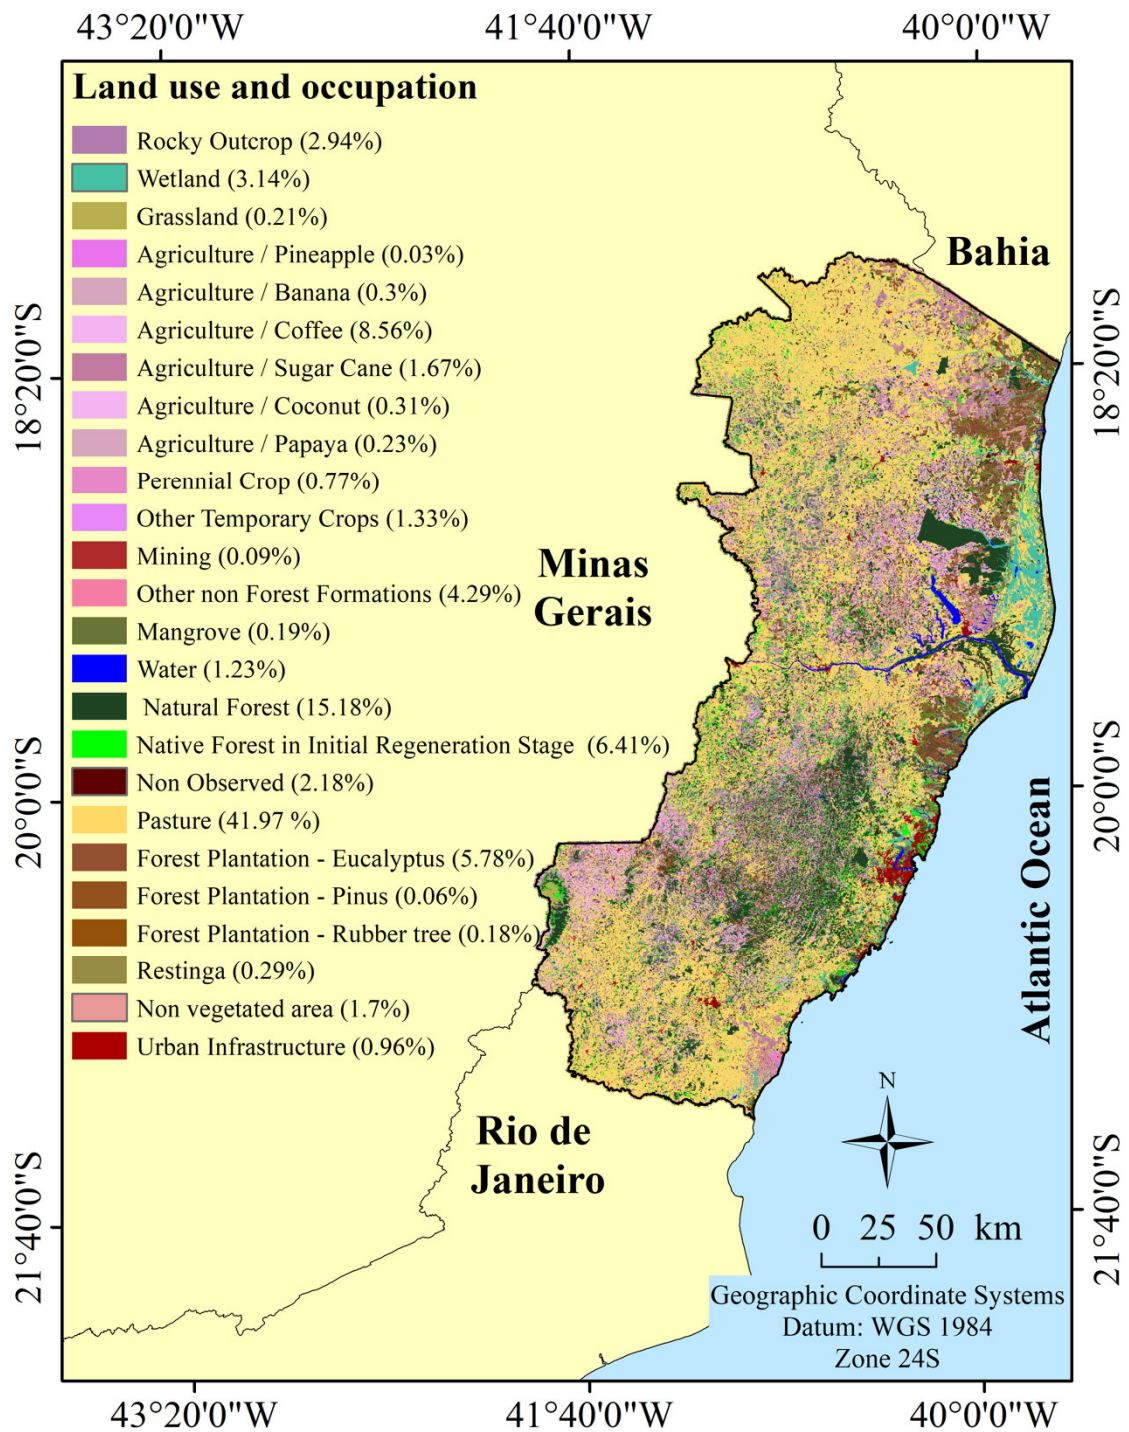 43°20'0"W 41°40'0"W 40°0'0"W
Land use and occupation
Rocky Outcrop (2.94%)
Wetland (3.14%)
Grassland (0.21%)
Agriculture / Pineapple (0.03%)
Agriculture / Banana (0.3%)
Agriculture / Coffee (8.56%)
Agriculture / Sugar Cane (1.67%)
Agriculture / Coconut (0.31%)
Agriculture / Papaya (0.23%)
Perennial Crop (0.77%)
Other Temporary Crops (1.33%)
Mining (0.09%)
Other non Forest Formations (4.29%)
Mangrove (0.19%)
Water (1.23%)
Natural Forest (15.18%)
Native Forest in Initial Regeneration Stage (6.41%)
Non Observed (2.18%)
Pasture (41.97 %)
Forest Plantation - Eucalyptus (5.78%)
Forest Plantation - Pinus (0.06%)
Forest Plantation - Rubber tree (0.18%)
Restinga (0.29%)
Non vegetated area (1.7%)
Urban Infrastructure (0.96%)
Bahia
Minas
Gerais
Rio de
Janeiro
Atlantic Ocean
N
0 25 50 km
Geographic Coordinate Systems
Datum: WGS 1984
Zone 24S
18°20'0"S
20°0'0"S
21°40'0"S
18°20'0"S
20°0'0"S
21°40'0"S
43°20'0"W 41°40'0"W 40°0'0"W